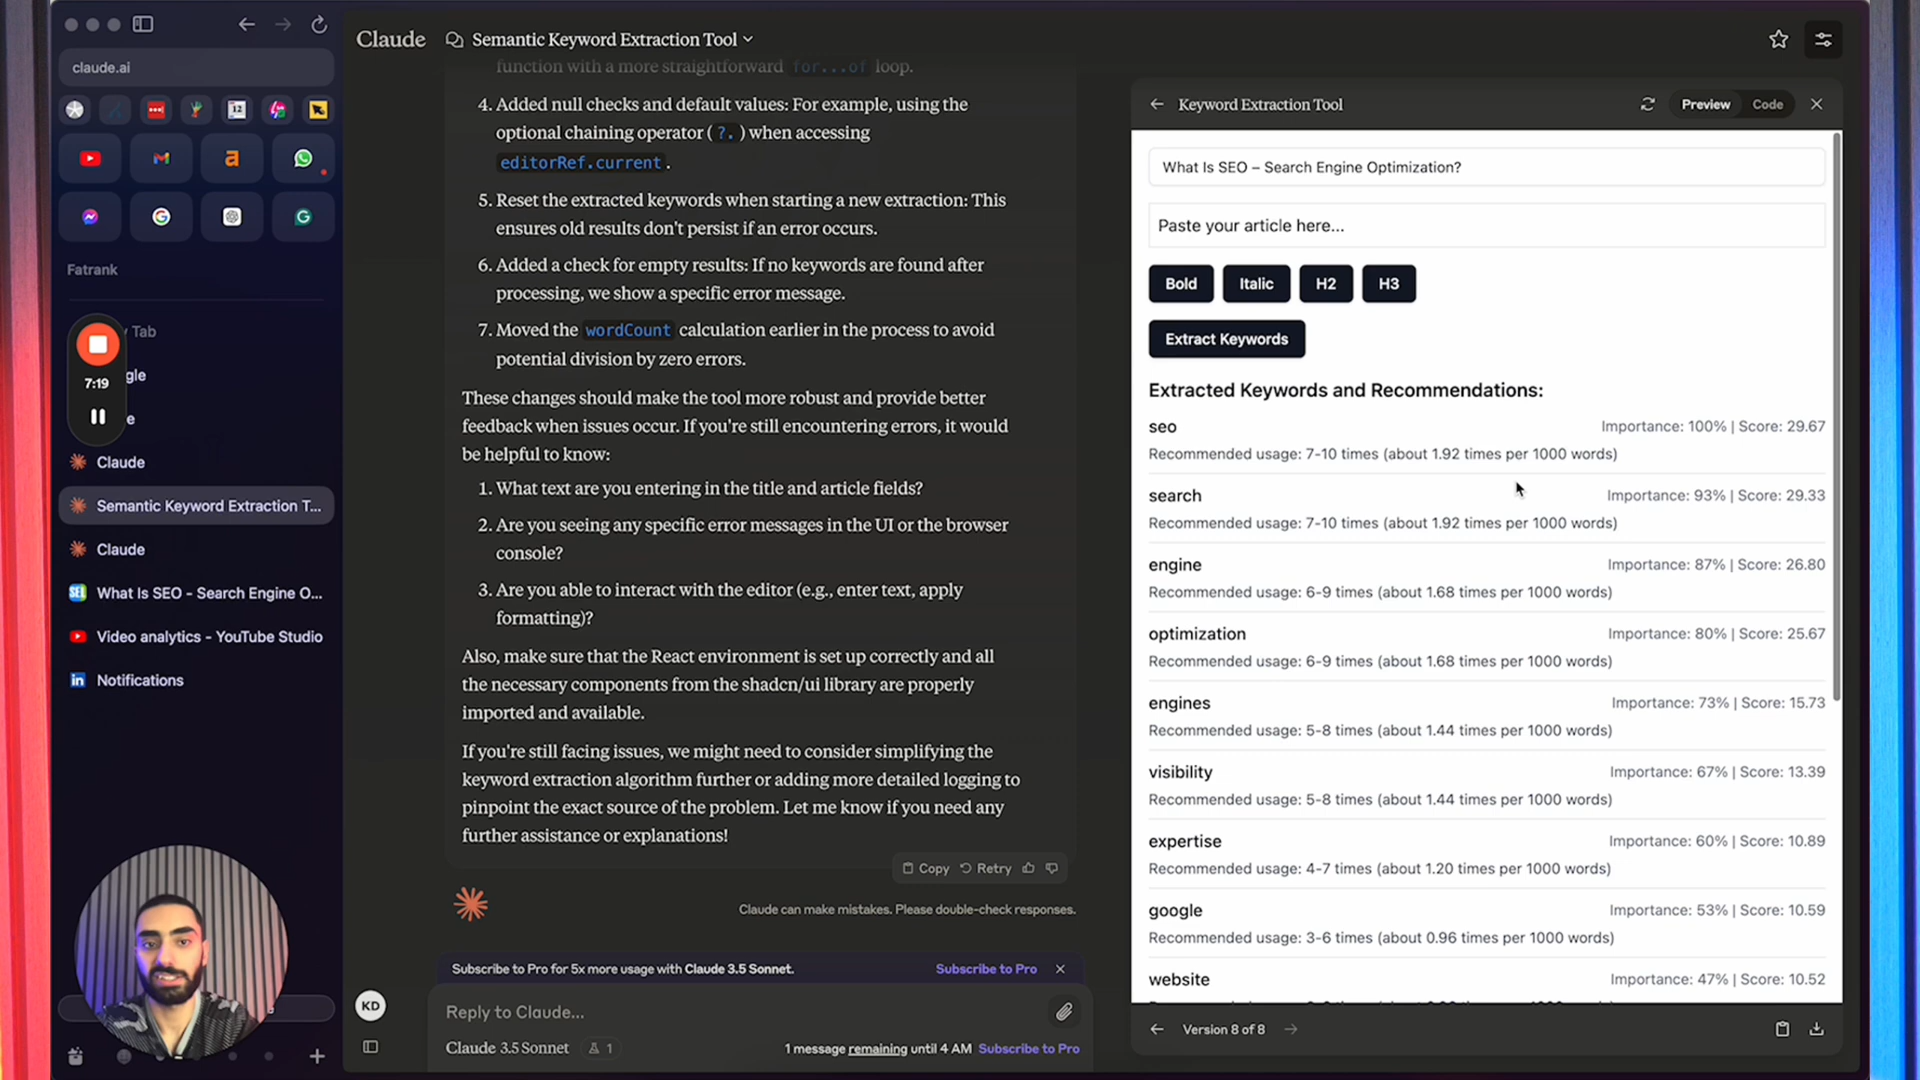 claude.ai
Fatrank
Tab
gle
e
Claude
Semantic Keyword Extraction T...
Claude
What Is SEO - Search Engine O...
Video analytics - YouTube Studio
Notifications
7:19
12
Claude
Semantic Keyword Extraction Tool
function with a more straightforward for...of loop.
4. Added null checks and default values: For example, using the
optional chaining operator ( ?. ) when accessing
editorRef.current .
5. Reset the extracted keywords when starting a new extraction: This
ensures old results don't persist if an error occurs.
6. Added a check for empty results: If no keywords are found after
processing, we show a specific error message.
7. Moved the wordCount calculation earlier in the process to avoid
potential division by zero errors.
These changes should make the tool more robust and provide better
feedback when issues occur. If you're still encountering errors, it would
be helpful to know:
1. What text are you entering in the title and article fields?
2. Are you seeing any specific error messages in the UI or the browser
console?
3. Are you able to interact with the editor (e.g., enter text, apply
formatting)?
Also, make sure that the React environment is set up correctly and all
the necessary components from the shadcn/ui library are properly
imported and available.
If you're still facing issues, we might need to consider simplifying the
keyword extraction algorithm further or adding more detailed logging to
pinpoint the exact source of the problem. Let me know if you need any
further assistance or explanations!
Copy Retry
Claude can make mistakes. Please double-check responses.
Subscribe to Pro for 5x more usage with Claude 3.5 Sonnet. Subscribe to Pro
KD
Reply to Claude...
Claude 3.5 Sonnet 1 1 message remaining until 4 AM Subscribe to Pro
Keyword Extraction Tool Preview Code
What Is SEO – Search Engine Optimization?
Paste your article here...
Bold Italic H2 H3
Extract Keywords
Extracted Keywords and Recommendations:
seo Importance: 100% | Score: 29.67
Recommended usage: 7-10 times (about 1.92 times per 1000 words)
search Importance: 93% | Score: 29.33
Recommended usage: 7-10 times (about 1.92 times per 1000 words)
engine Importance: 87% | Score: 26.80
Recommended usage: 6-9 times (about 1.68 times per 1000 words)
optimization Importance: 80% | Score: 25.67
Recommended usage: 6-9 times (about 1.68 times per 1000 words)
engines Importance: 73% | Score: 15.73
Recommended usage: 5-8 times (about 1.44 times per 1000 words)
visibility Importance: 67% | Score: 13.39
Recommended usage: 5-8 times (about 1.44 times per 1000 words)
expertise Importance: 60% | Score: 10.89
Recommended usage: 4-7 times (about 1.20 times per 1000 words)
google Importance: 53% | Score: 10.59
Recommended usage: 3-6 times (about 0.96 times per 1000 words)
website Importance: 47% | Score: 10.52
Version 8 of 8